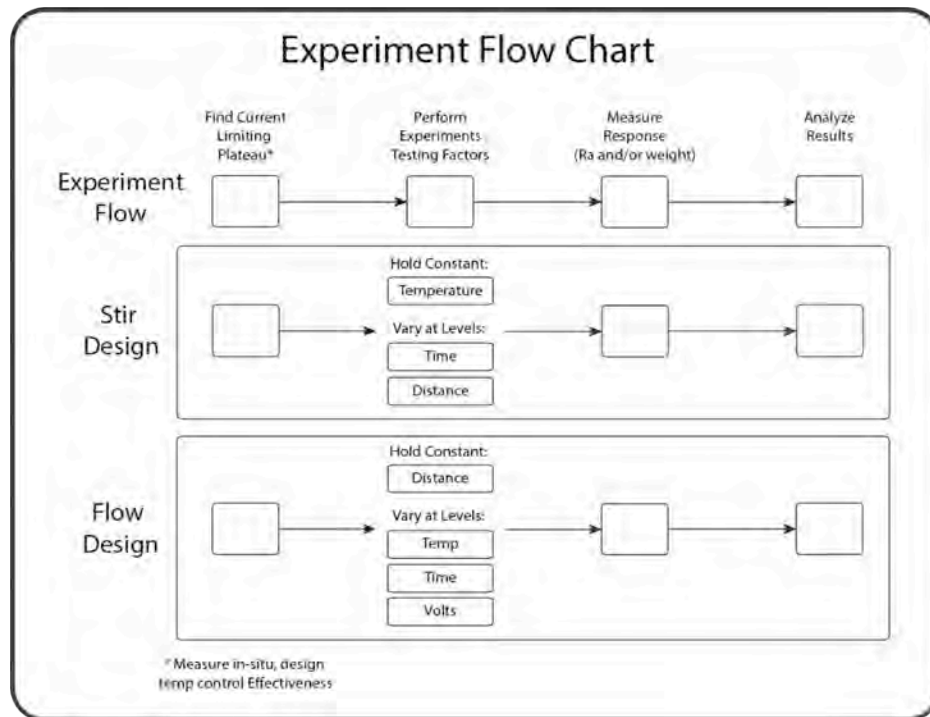 Experiment Flow Chart
Find Current
Limiting
Plateau*
Perform
Experiments
Testing Factors
Measure
Response
(Ra and/or weight)
Analyze
Results
Experiment
Flow
Stir
Design
Hold Constant:
Temperature
Vary at Levels:
Time
Distance
Flow
Design
Hold Constant:
Distance
Vary at Levels:
Temp
Time
Volts
* Measure in-situ, design
temp control Effectiveness